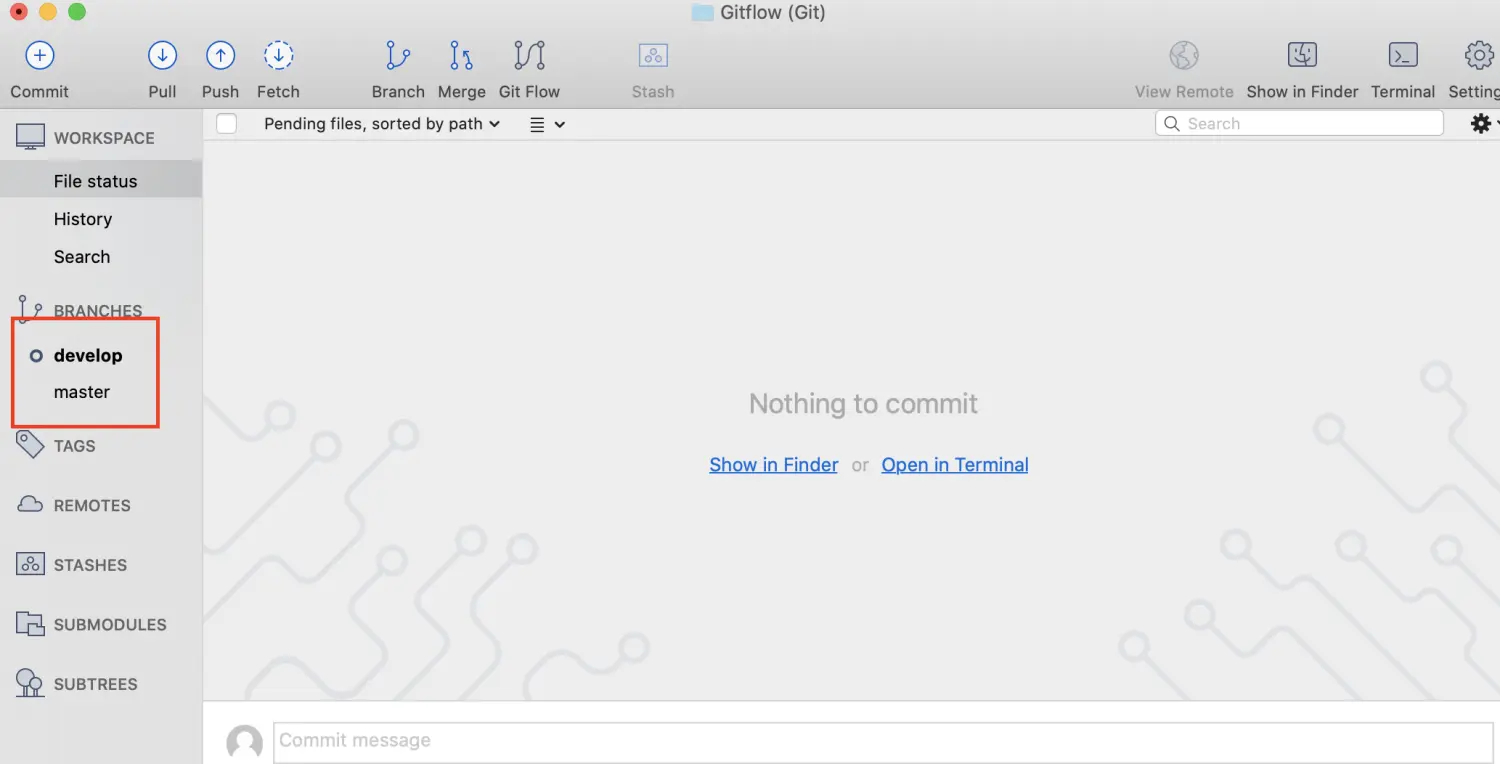 Gitflow (Git)
Commit Pull Push Fetch Branch Merge Git Flow Stash View Remote Show in Finder Terminal Setting
WORKSPACE
Pending files, sorted by path
Search
File status
History
Search
BRANCHES
develop
master
TAGS
REMOTES
STASHES
SUBMODULES
SUBTREES
Nothing to commit
Show in Finder or Open in Terminal
Commit message